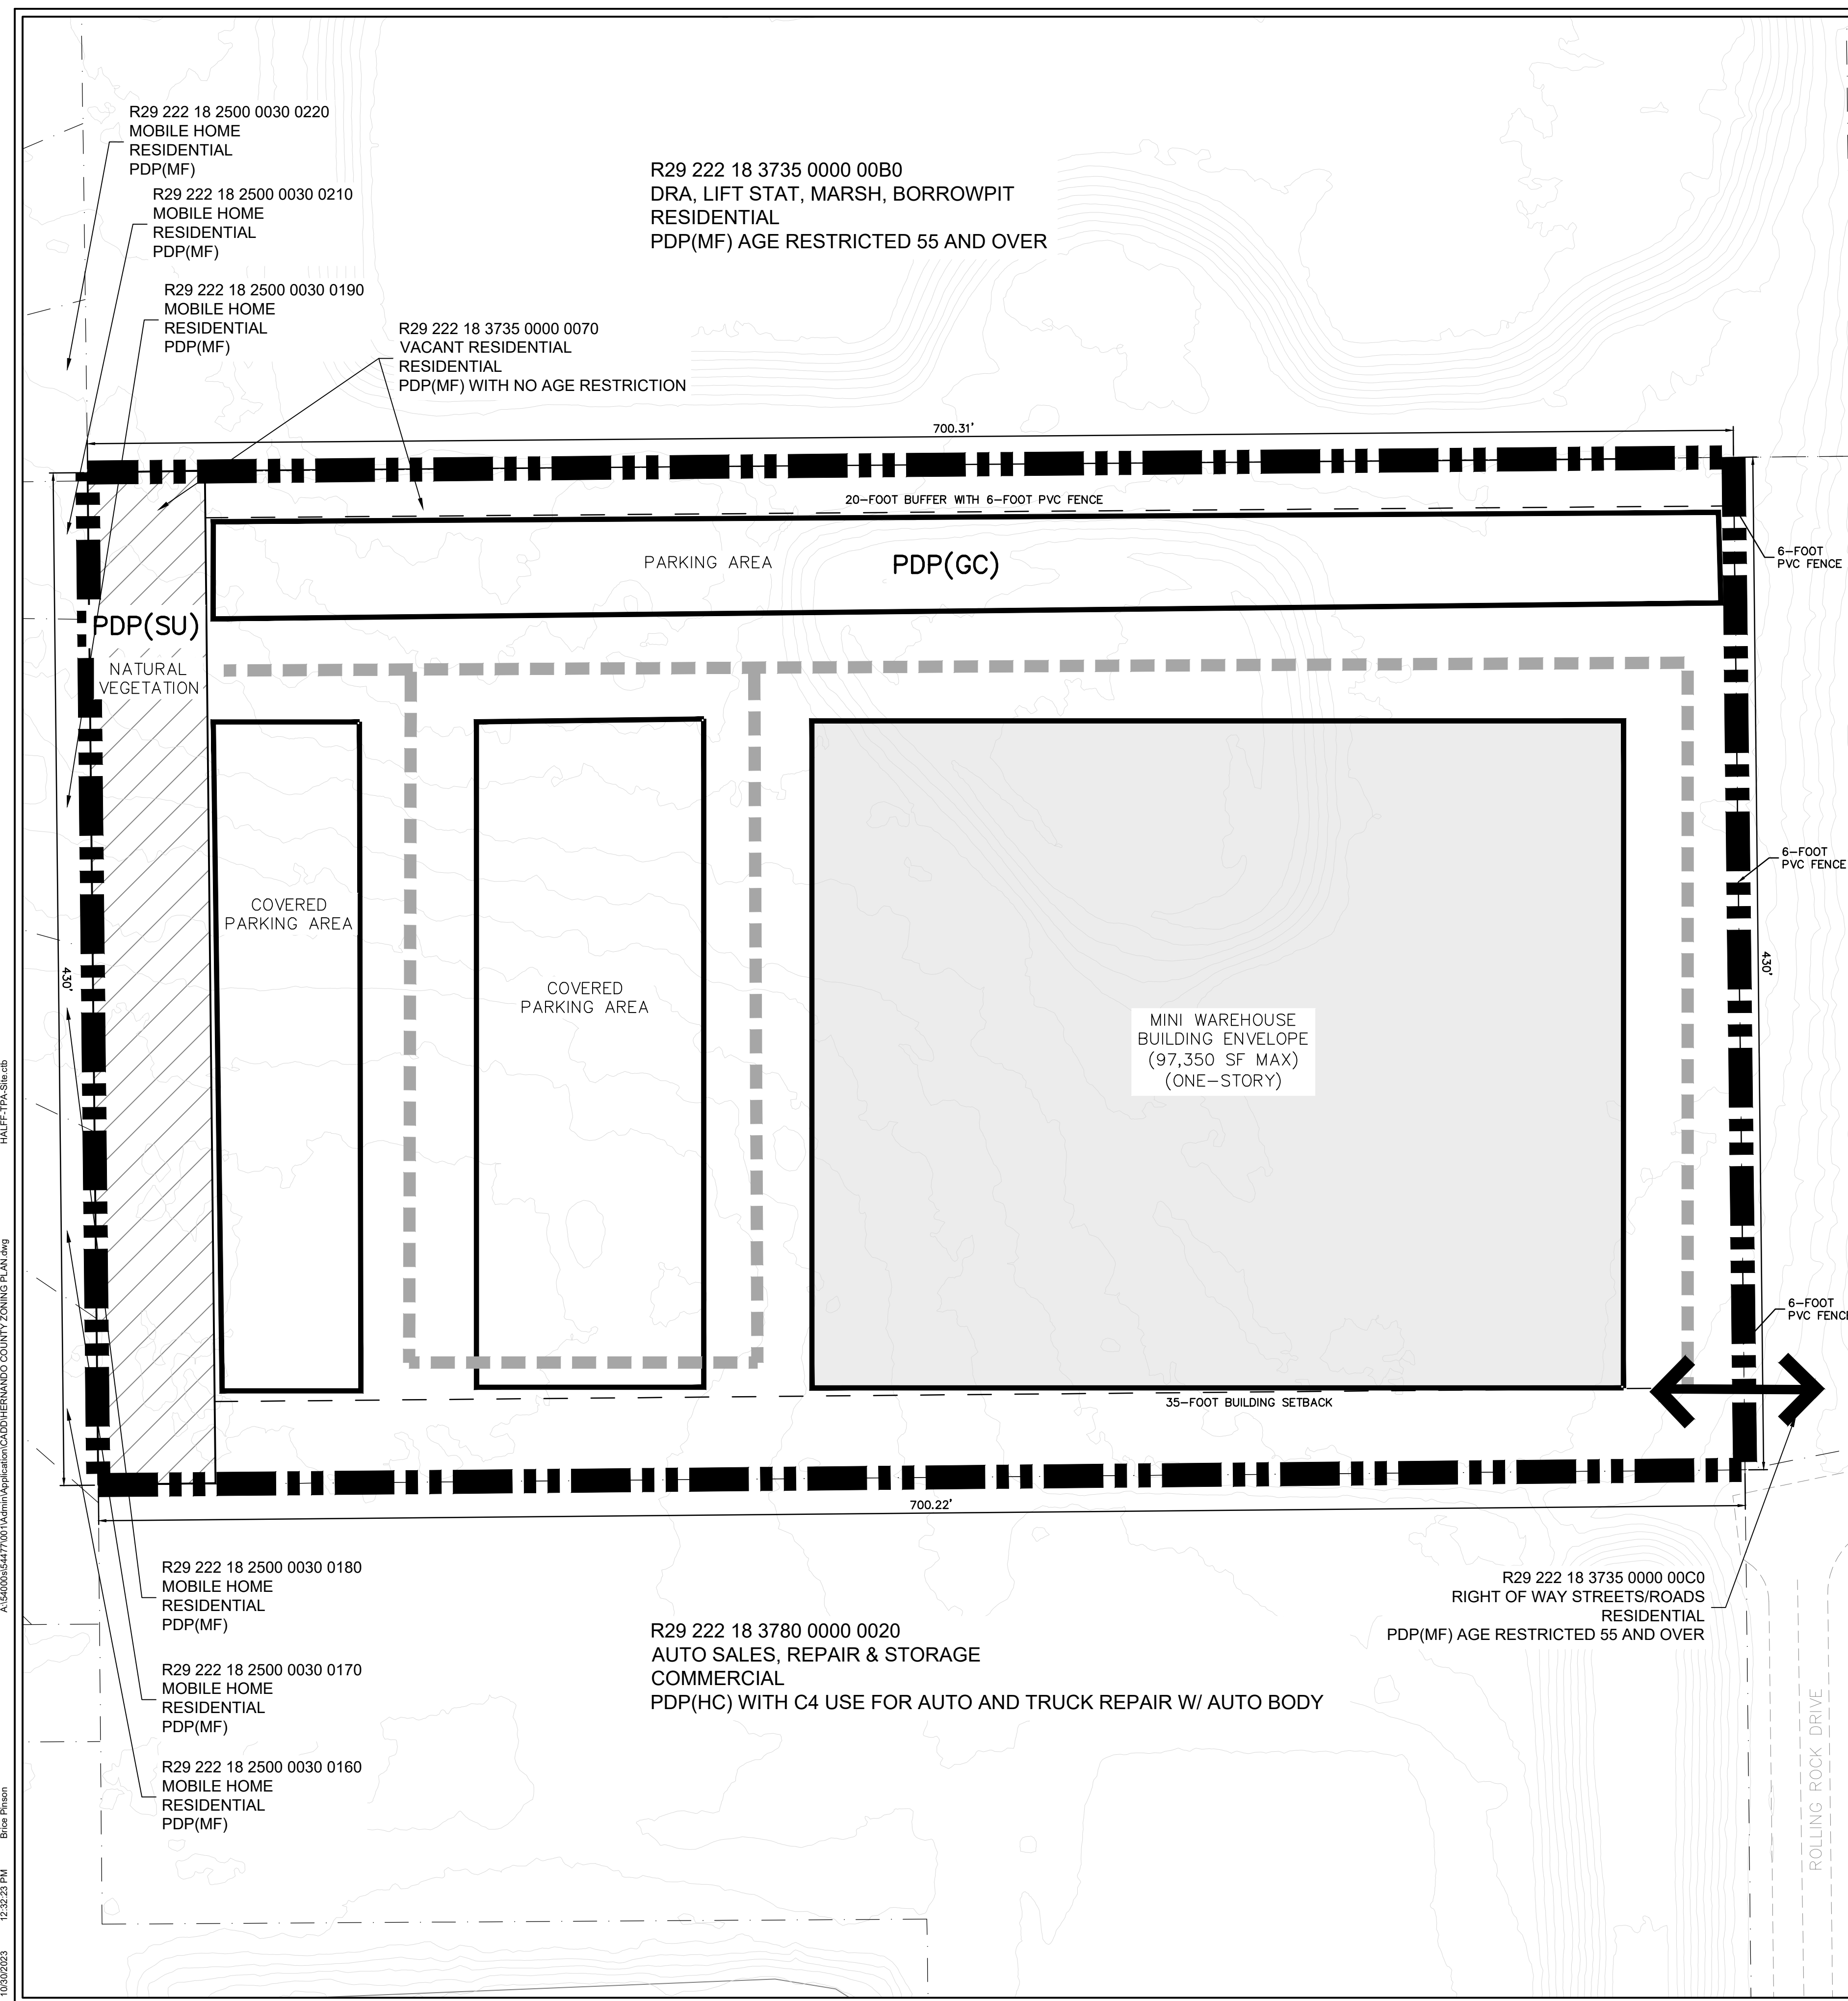 R29 222 18 2500 0030 0220
MOBILE HOME
RESIDENTIAL
PDP(MF)
R29 222 18 2500 0030 0210
MOBILE HOME
RESIDENTIAL
PDP(MF)
R29 222 18 2500 0030 0190
MOBILE HOME
RESIDENTIAL
PDP(MF)
R29 222 18 3735 0000 00B0
DRA, LIFT STAT, MARSH, BORROWPIT
RESIDENTIAL
PDP(MF) AGE RESTRICTED 55 AND OVER
R29 222 18 3735 0000 0070
VACANT RESIDENTIAL
RESIDENTIAL
PDP(MF) WITH NO AGE RESTRICTION
700.31'
20-FOOT BUFFER WITH 6-FOOT PVC FENCE
PARKING AREA
PDP(GC)
6-FOOT
PVC FENCE
PDP(SU)
NATURAL
VEGETATION
COVERED
PARKING AREA
COVERED
PARKING AREA
MINI WAREHOUSE
BUILDING ENVELOPE
(97,350 SF MAX)
(ONE-STORY)
6-FOOT
PVC FENCE
430'
430'
6-FOOT
PVC FENCE
35-FOOT BUILDING SETBACK
700.22'
R29 222 18 2500 0030 0180
MOBILE HOME
RESIDENTIAL
PDP(MF)
R29 222 18 2500 0030 0170
MOBILE HOME
RESIDENTIAL
PDP(MF)
R29 222 18 2500 0030 0160
MOBILE HOME
RESIDENTIAL
PDP(MF)
R29 222 18 3780 0000 0020
AUTO SALES, REPAIR & STORAGE
COMMERCIAL
PDP(HC) WITH C4 USE FOR AUTO AND TRUCK REPAIR W/ AUTO BODY
R29 222 18 3735 0000 00C0
RIGHT OF WAY STREETS/ROADS
RESIDENTIAL
PDP(MF) AGE RESTRICTED 55 AND OVER
ROLLING ROCK DRIVE
10/30/2023 12:32:23 PM Brice Pinson A:\54000s\54477\001\Admin\Application\CADD\HERNANDO COUNTY ZONING PLAN.dwg HALFF-TPA-Site.ctb